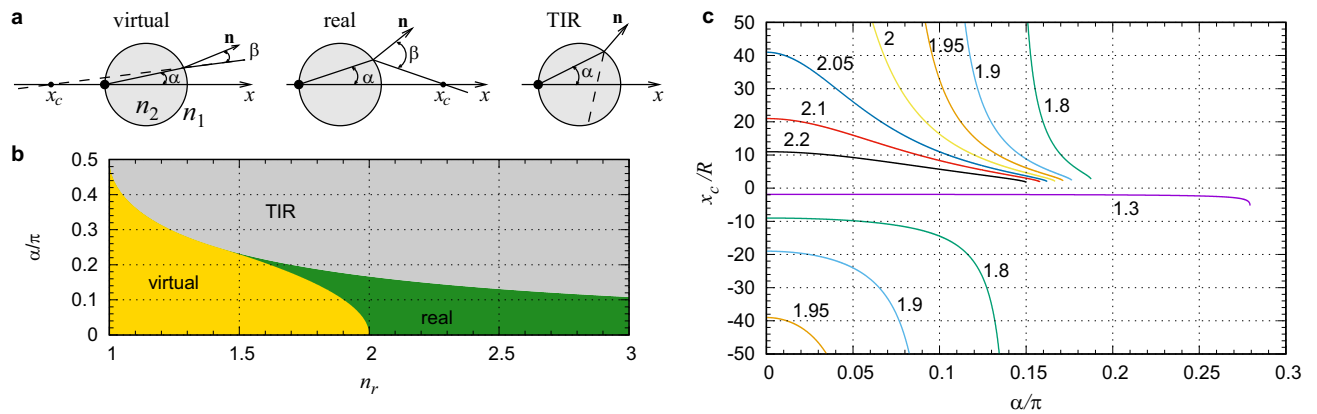 a
virtual
real
TIR
n
β
α
x_c
x
n_2
n_1
n
β
α
x_c
x
n
α
x
b
α/π
0.5
0.4
0.3
0.2
0.1
0
TIR
virtual
real
1
1.5
2
2.5
3
n_r
c
x_c/R
50
40
30
20
10
0
-10
-20
-30
-40
-50
2
1.95
2.05
1.9
2.1
1.8
2.2
1.3
1.8
1.9
1.95
0
0.05
0.1
0.15
0.2
0.25
0.3
α/π